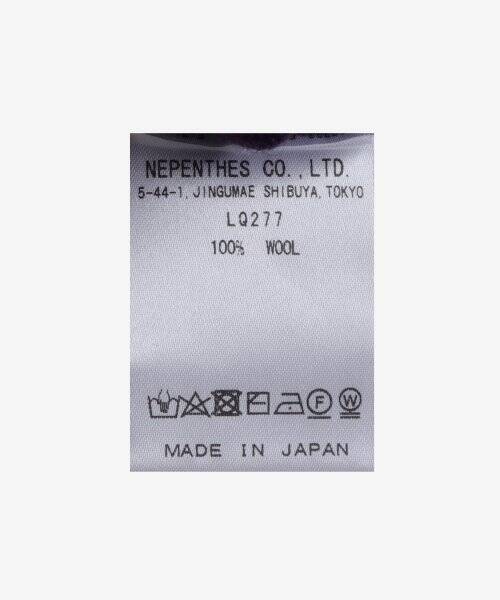 NEPENTHES CO.,LTD.
5-44-1, JINGUMAE SHIBUYA, TOKYO
LQ277
100% WOOL
F W
MADE IN JAPAN